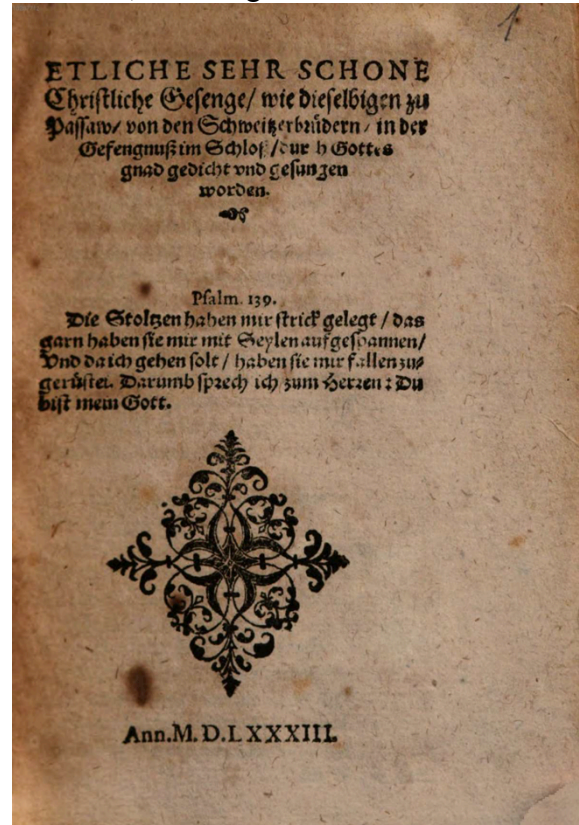 1
ETLICHE SEHR SCHONE
Christliche Gesenge/ wie dieselbigen zu
Passaw/ von den Schweitzerbrüdern/ in der
Gefengnuß im Schloß/ dur h Gottes
gnad gedicht vnd gesungen
worden.
Psalm. 139.
Die Stoltzen haben mir strick gelegt / das
garn haben sie mir mit Seylen aufgespannen/
Vnd da ich gehen solt / haben sie mir fallen zu⸗
gerüstet. Darumb sprech ich zum Herren: Du
bist mein Gott.
Ann. M. D. LXXXIII.